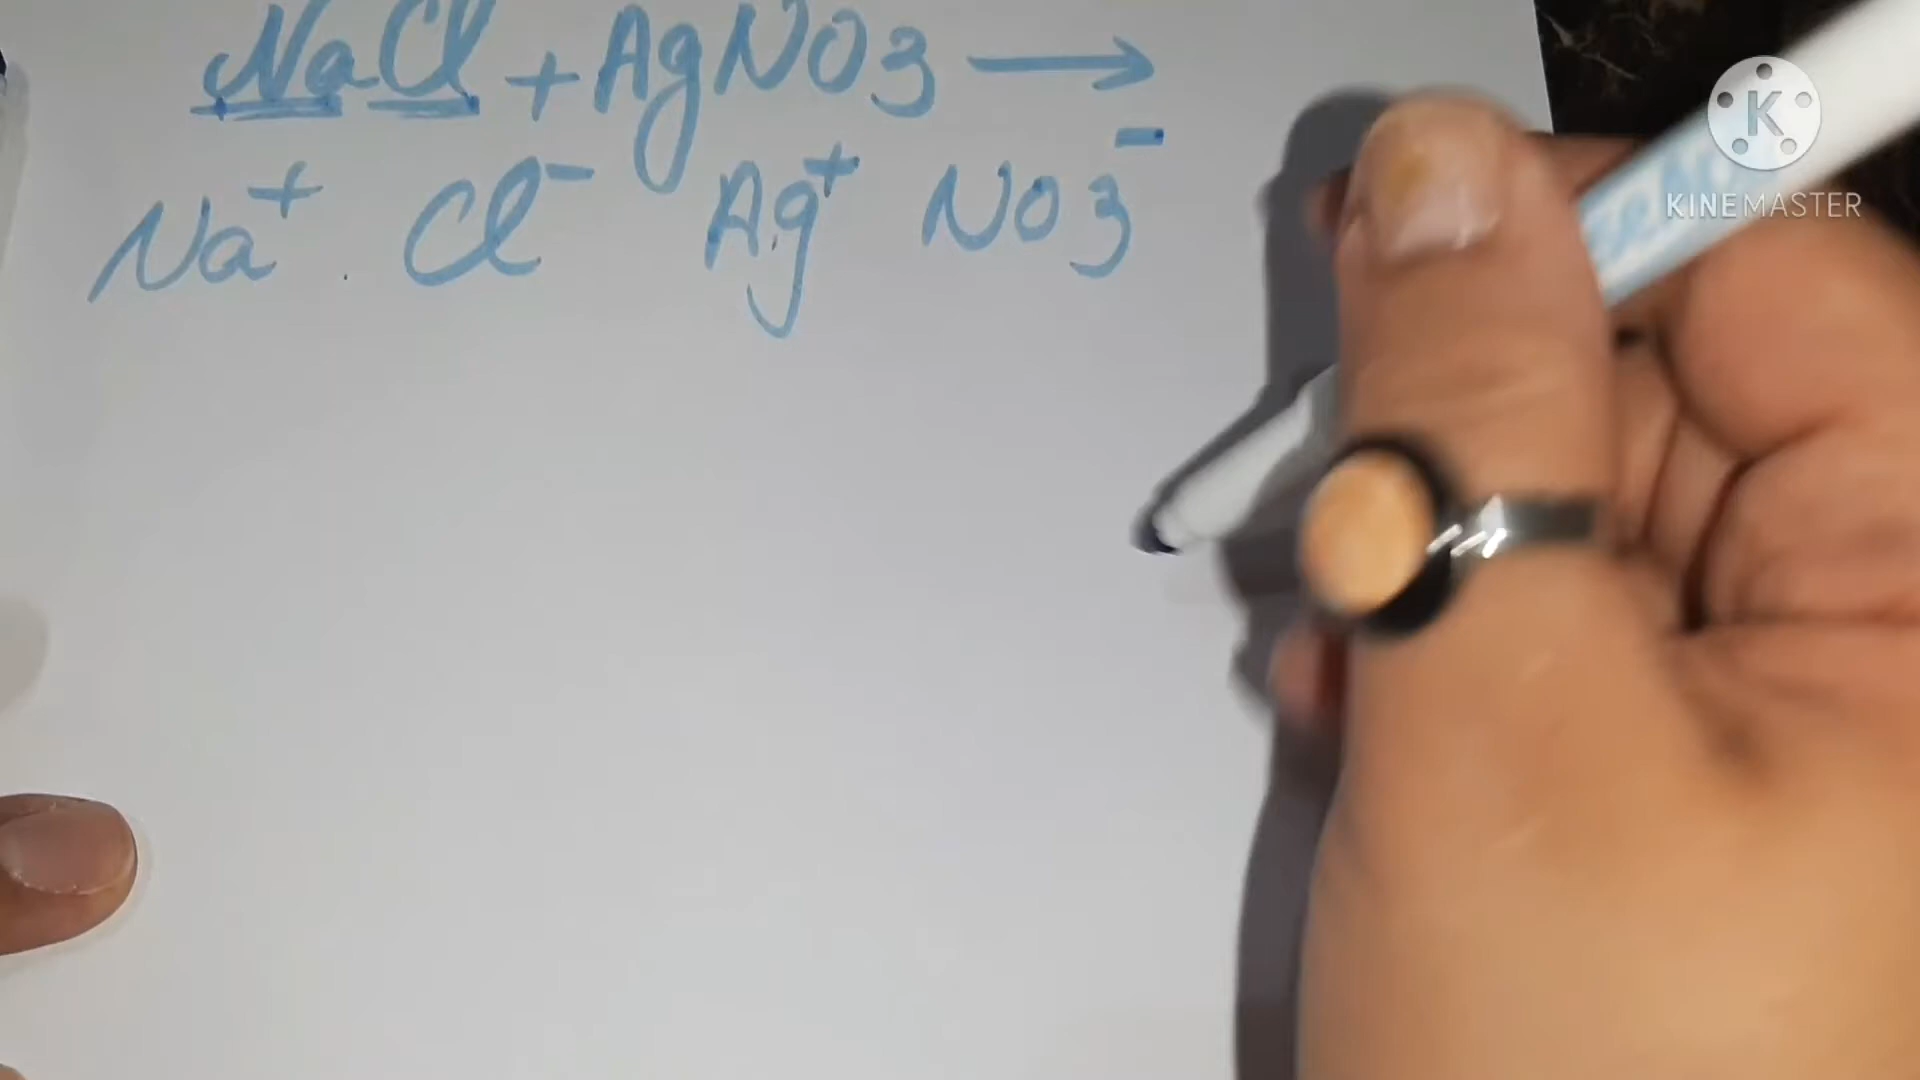 NaCl + AgNO3 →
Na+ Cl- Ag+ NO3-
K
KINEMASTER